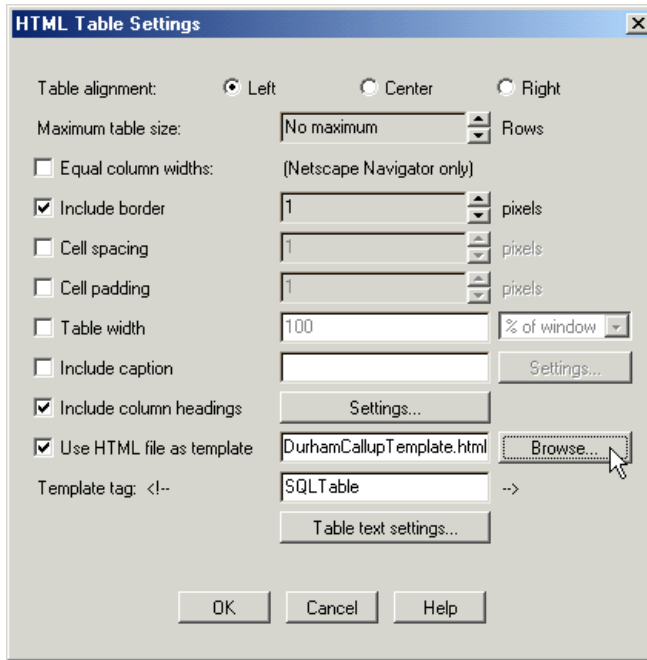 HTML Table Settings
Table alignment: Left Center Right
Maximum table size: No maximum Rows
Equal column widths: (Netscape Navigator only)
Include border 1 pixels
Cell spacing 1 pixels
Cell padding 1 pixels
Table width 100 % of window
Include caption Settings...
Include column headings Settings...
Use HTML file as template DurhamCallupTemplate.html Browse...
Template tag: <!-- SQLTable -->
Table text settings...
OK Cancel Help